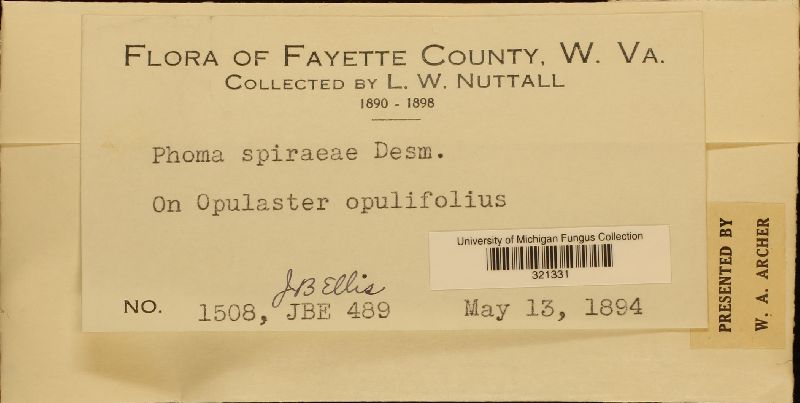 FLORA OF FAYETTE COUNTY, W. VA.
COLLECTED BY L. W. NUTTALL
1890 - 1898
Phoma spiraeae Desm.
On Opulaster opulifolius
University of Michigan Fungus Collection
321331
J B Ellis
NO. 1508, JBE 489 May 13, 1894
PRESENTED BY
W. A. ARCHER